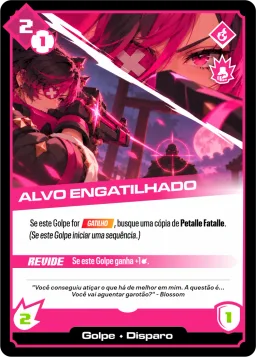 2
1
ALVO ENGATILHADO
Se este Golpe for GATILHO, busque uma cópia de Petalle Fatalle.
(Se este Golpe iniciar uma sequência.)
REVIDE Se este Golpe ganha +1
"Você conseguiu atiçar o que há de melhor em mim. A questão é...
Você vai aguentar garotão?" - Blossom
2
1
Golpe • Disparo